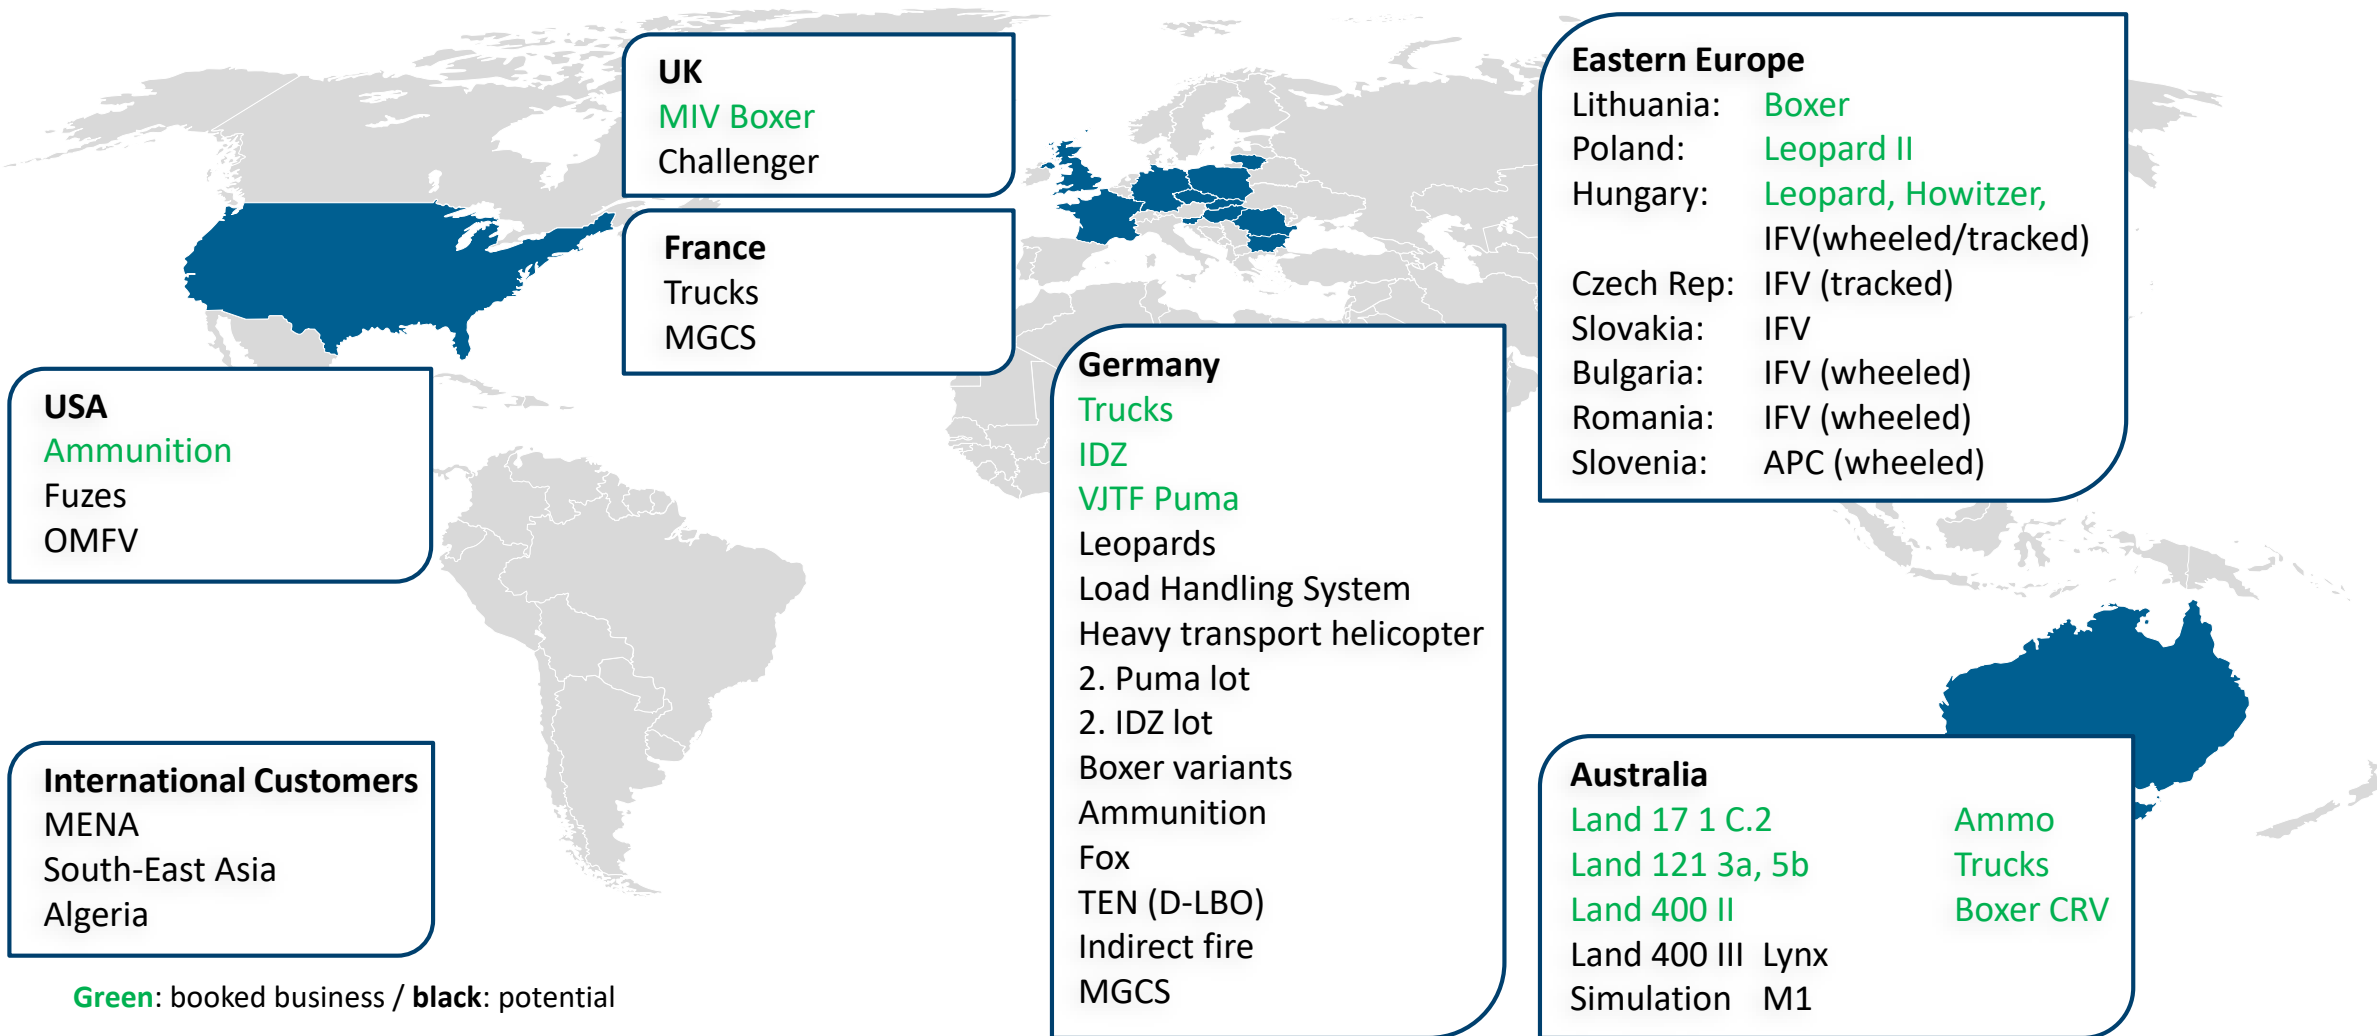 UK
MIV Boxer
Challenger
France
Trucks
MGCS
USA
Ammunition
Fuzes
OMFV
International Customers
MENA
South-East Asia
Algeria
Green: booked business / black: potential
Germany
Trucks
IDZ
VJTF Puma
Leopards
Load Handling System
Heavy transport helicopter
2. Puma lot
2. IDZ lot
Boxer variants
Ammunition
Fox
TEN (D-LBO)
Indirect fire
MGCS
Eastern Europe
Lithuania: Boxer
Poland: Leopard II
Hungary: Leopard, Howitzer,
IFV(wheeled/tracked)
Czech Rep: IFV (tracked)
Slovakia: IFV
Bulgaria: IFV (wheeled)
Romania: IFV (wheeled)
Slovenia: APC (wheeled)
Australia
Land 17 1 C.2 Ammo
Land 121 3a, 5b Trucks
Land 400 II Boxer CRV
Land 400 III Lynx
Simulation M1